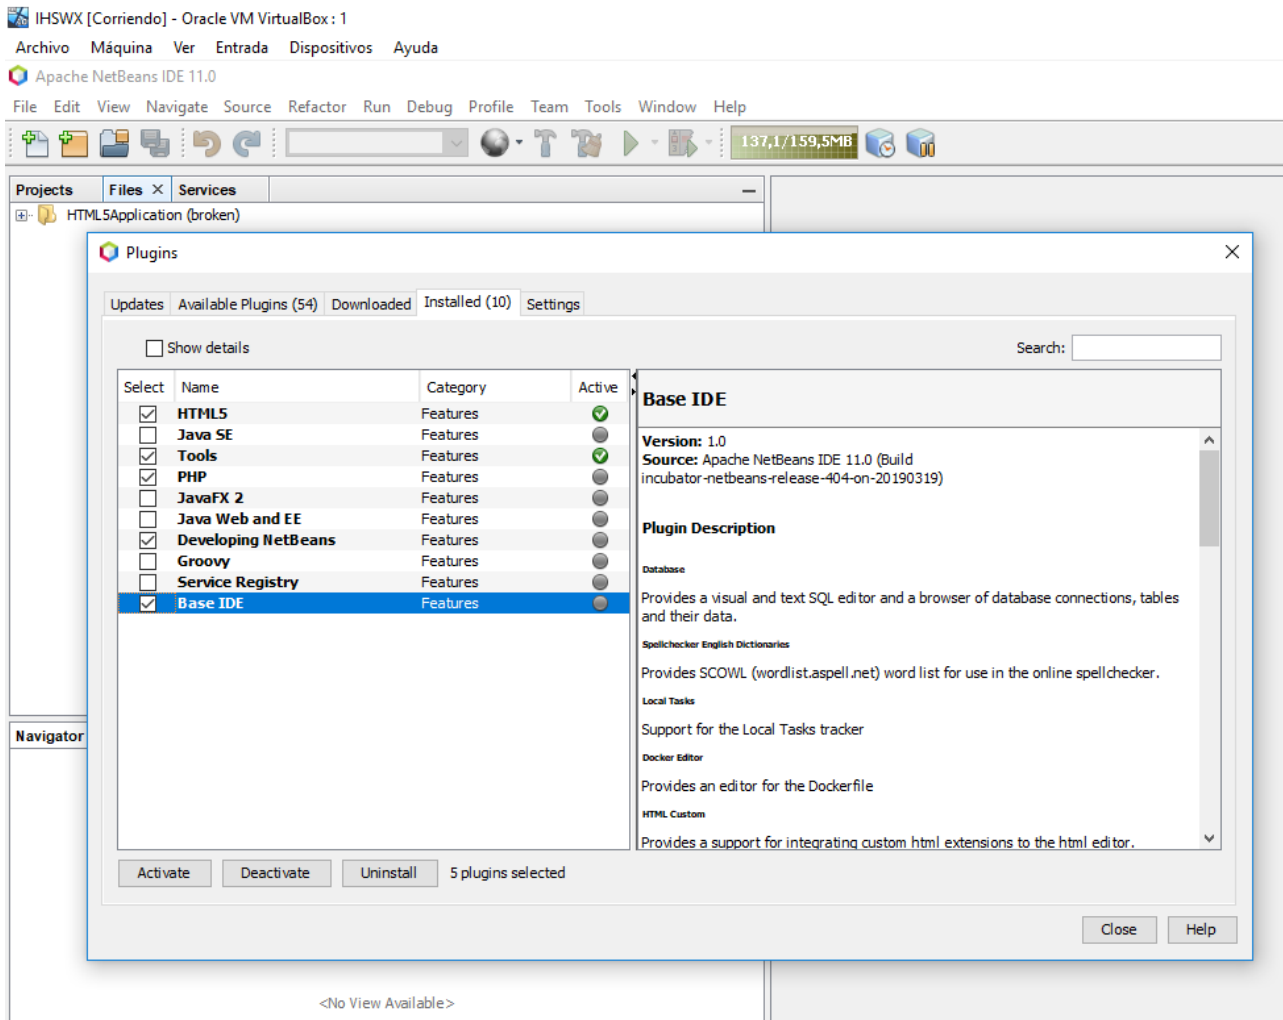 IHSWX [Corriendo] - Oracle VM VirtualBox : 1
Archivo Máquina Ver Entrada Dispositivos Ayuda
Apache NetBeans IDE 11.0
File Edit View Navigate Source Refactor Run Debug Profile Team Tools Window Help
137,1/159,5MB
Projects Files Services
HTML5Application (broken)
Plugins
Updates Available Plugins (54) Downloaded Installed (10) Settings
Show details Search:
Select Name Category Active
HTML5 Features
Java SE Features
Tools Features
PHP Features
JavaFX 2 Features
Java Web and EE Features
Developing NetBeans Features
Groovy Features
Service Registry Features
Base IDE Features
Base IDE
Version: 1.0
Source: Apache NetBeans IDE 11.0 (Build
incubator-netbeans-release-404-on-20190319)
Plugin Description
Database
Provides a visual and text SQL editor and a browser of database connections, tables
and their data.
Spellchecker English Dictionaries
Provides SCOWL (wordlist.aspell.net) word list for use in the online spellchecker.
Local Tasks
Support for the Local Tasks tracker
Docker Editor
Provides an editor for the Dockerfile
HTML Custom
Provides a support for integrating custom html extensions to the html editor.
Activate Deactivate Uninstall 5 plugins selected
Close Help
Navigator
<No View Available>